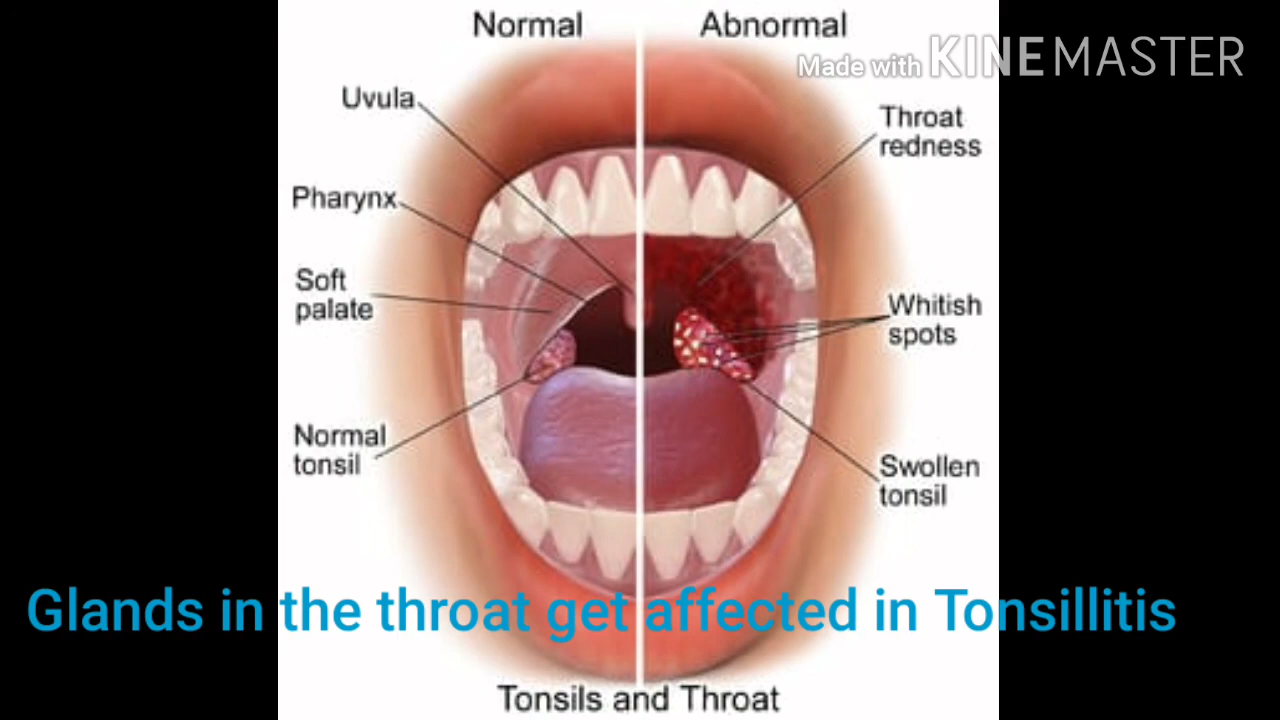 Normal
Abnormal
Made with KINEMASTER
Uvula
Throat
redness
Pharynx
Soft
palate
Whitish
spots
Normal
tonsil
Swollen
tonsil
Glands in the throat get affected in Tonsillitis
Tonsils and Throat